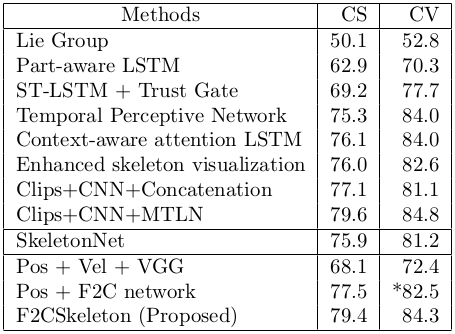 Methods CS CV
Lie Group 50.1 52.8
Part-aware LSTM 62.9 70.3
ST-LSTM + Trust Gate 69.2 77.7
Temporal Perceptive Network 75.3 84.0
Context-aware attention LSTM 76.1 84.0
Enhanced skeleton visualization 76.0 82.6
Clips+CNN+Concatenation 77.1 81.1
Clips+CNN+MTLN 79.6 84.8
SkeletonNet 75.9 81.2
Pos + Vel + VGG 68.1 72.4
Pos + F2C network 77.5 *82.5
F2CSkeleton (Proposed) 79.4 84.3